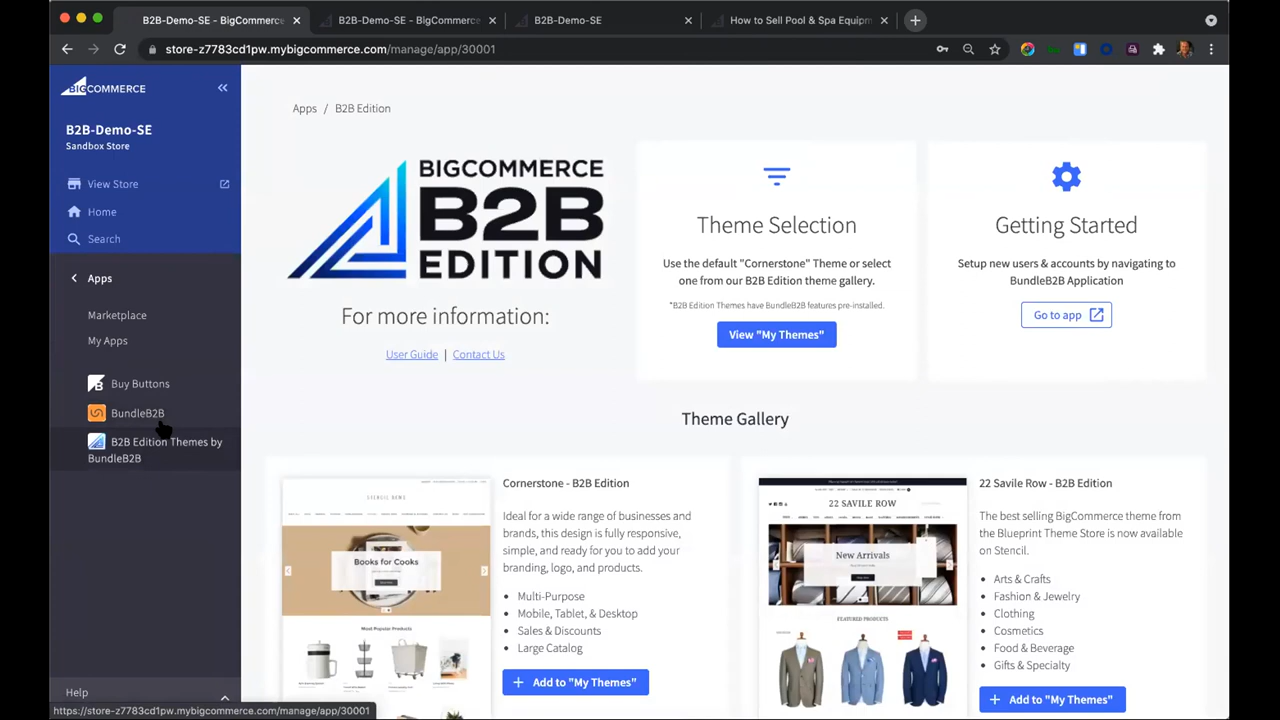 B2B-Demo-SE - BigCommerce
B2B-Demo-SE - BigCommerce
B2B-Demo-SE
How to Sell Pool & Spa Equipm
store-z7783cd1pw.mybigcommerce.com/manage/app/30001
BIGCOMMERCE
B2B-Demo-SE
Sandbox Store
View Store
Home
Search
Apps
Marketplace
My Apps
Buy Buttons
BundleB2B
B2B Edition Themes by
BundleB2B
Help
Apps / B2B Edition
BIGCOMMERCE
B2B
EDITION
For more information:
User Guide | Contact Us
Theme Selection
Use the default "Cornerstone" Theme or select
one from our B2B Edition theme gallery.
*B2B Edition Themes have BundleB2B features pre-installed.
View "My Themes"
Getting Started
Setup new users & accounts by navigating to
BundleB2B Application
Go to app
Theme Gallery
STENCIL DEMO
Books for Cooks
Most Popular Products
Cornerstone - B2B Edition
Ideal for a wide range of businesses and
brands, this design is fully responsive,
simple, and ready for you to add your
branding, logo, and products.
• Multi-Purpose
• Mobile, Tablet, & Desktop
• Sales & Discounts
• Large Catalog
+ Add to "My Themes"
22 SAVILE ROW
New Arrivals
FEATURED PRODUCTS
22 Savile Row - B2B Edition
The best selling BigCommerce theme from
the Blueprint Theme Store is now available
on Stencil.
• Arts & Crafts
• Fashion & Jewelry
• Clothing
• Cosmetics
• Food & Beverage
• Gifts & Specialty
+ Add to "My Themes"
https://store-z7783cd1pw.mybigcommerce.com/manage/app/30001